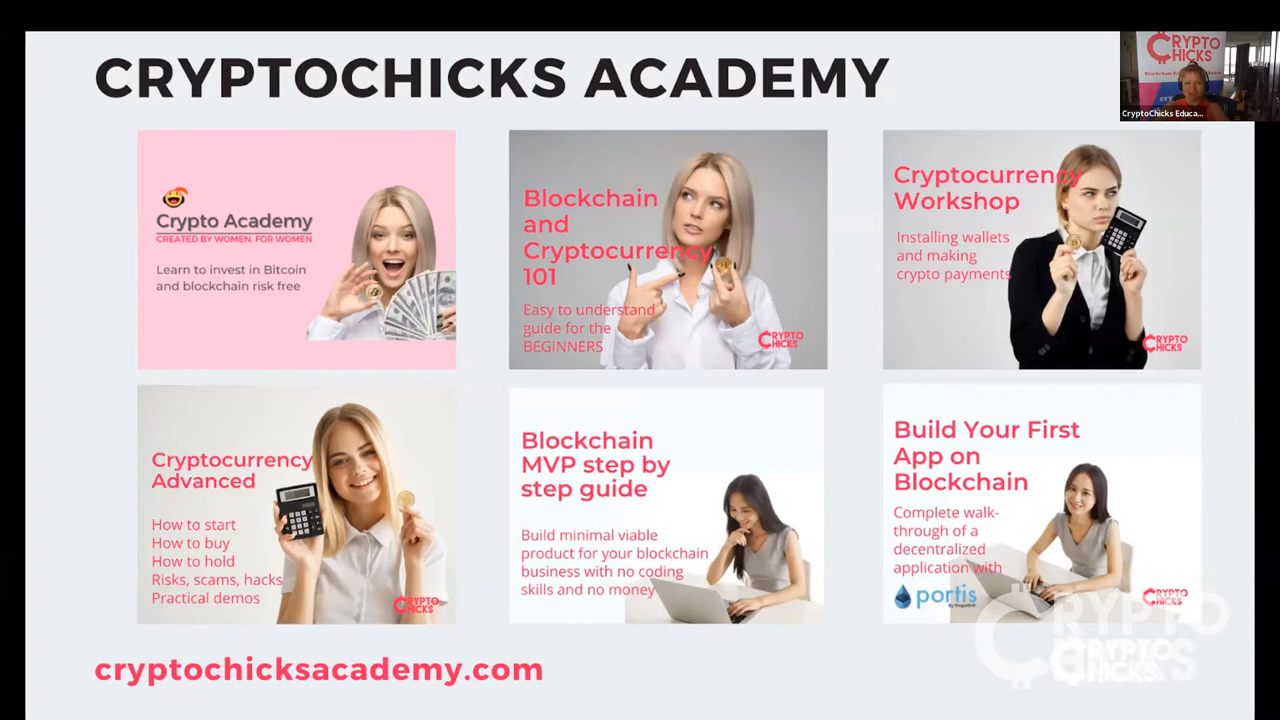 CRYPTOCHICKS ACADEMY
CRYPTO
CHICKS
CryptoChicks Educa...
Crypto Academy
CREATED BY WOMEN, FOR WOMEN
Learn to invest in Bitcoin
and blockchain risk free
Blockchain
and
Cryptocurrency
101
Easy to understand
guide for the
BEGINNERS
CRYPTO
CHICKS
Cryptocurrency
Workshop
Installing wallets
and making
crypto payments
CRYPTO
CHICKS
Cryptocurrency
Advanced
How to start
How to buy
How to hold
Risks, scams, hacks
Practical demos
CRYPTO
CHICKS
Blockchain
MVP step by
step guide
Build minimal viable
product for your blockchain
business with no coding
skills and no money
Build Your First
App on
Blockchain
Complete walk-
through of a
decentralized
application with
portis
By ShapeShift
CRYPTO
CHICKS
CRYPTO
CRYPTO
CHICKS
cryptochicksacademy.com